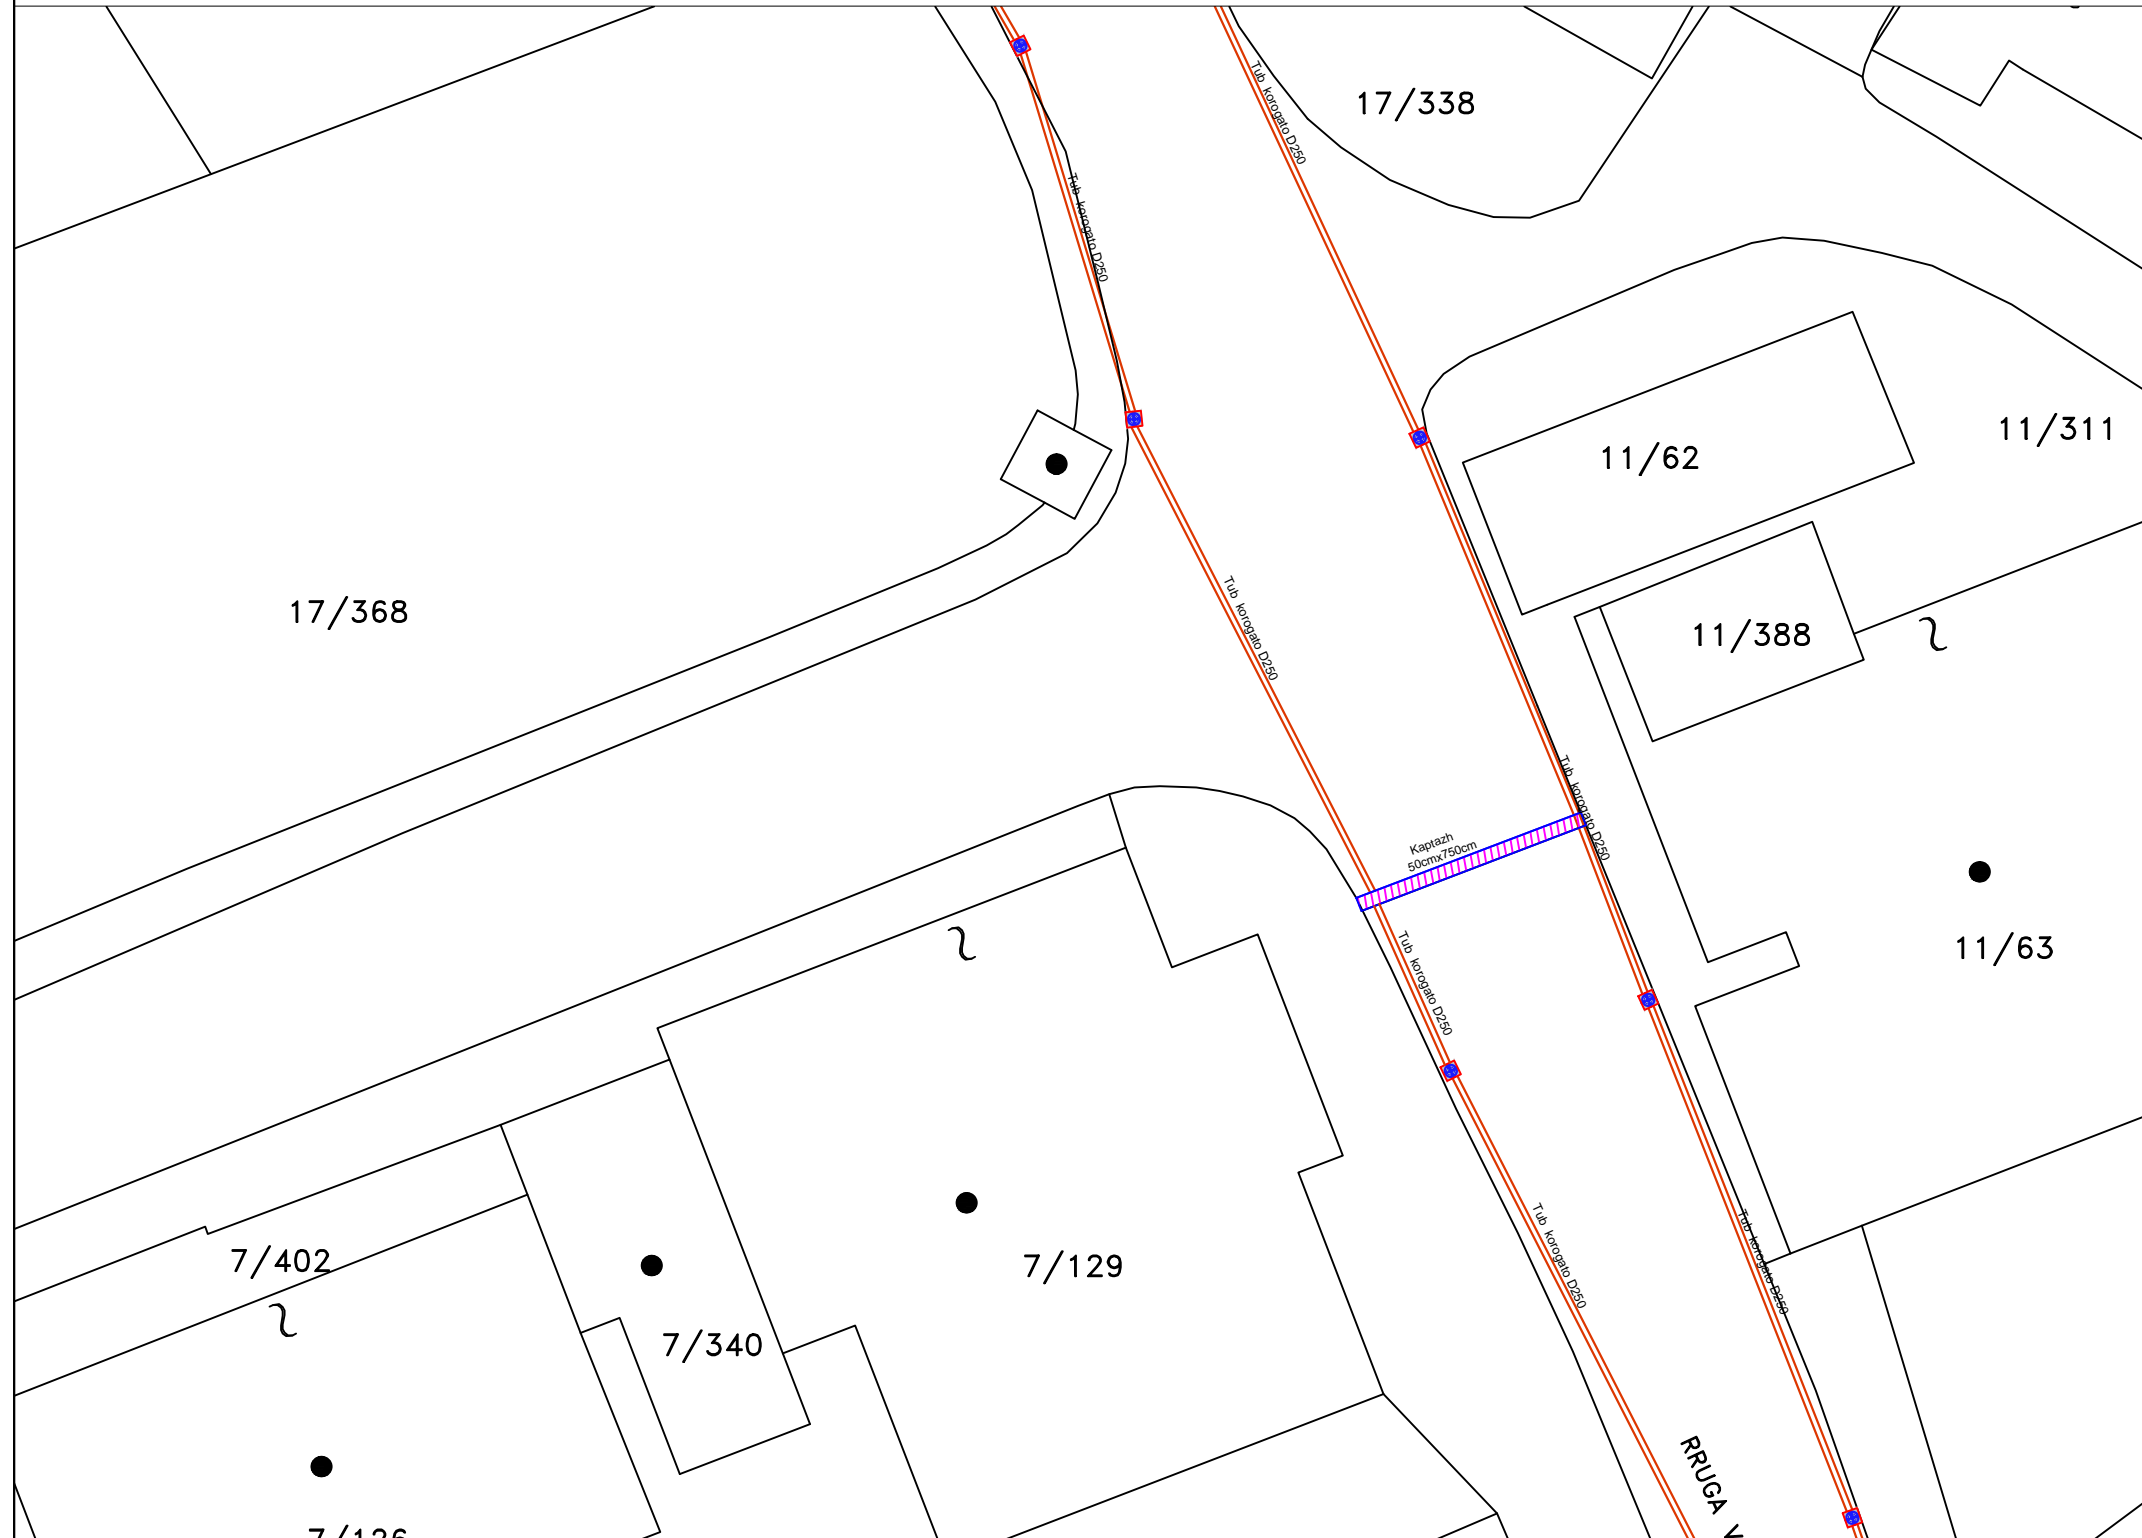 17/338
Tub korogato D250
Tub korogato D250
11/311
11/62
17/368
Tub korogato D250
11/388
Tub korogato D250
Kaptazh
50cmx750cm
11/63
Tub korogato D250
7/402
7/129
Tub korogato D250
Tub korogato D250
7/340
RRUGA V
7/126